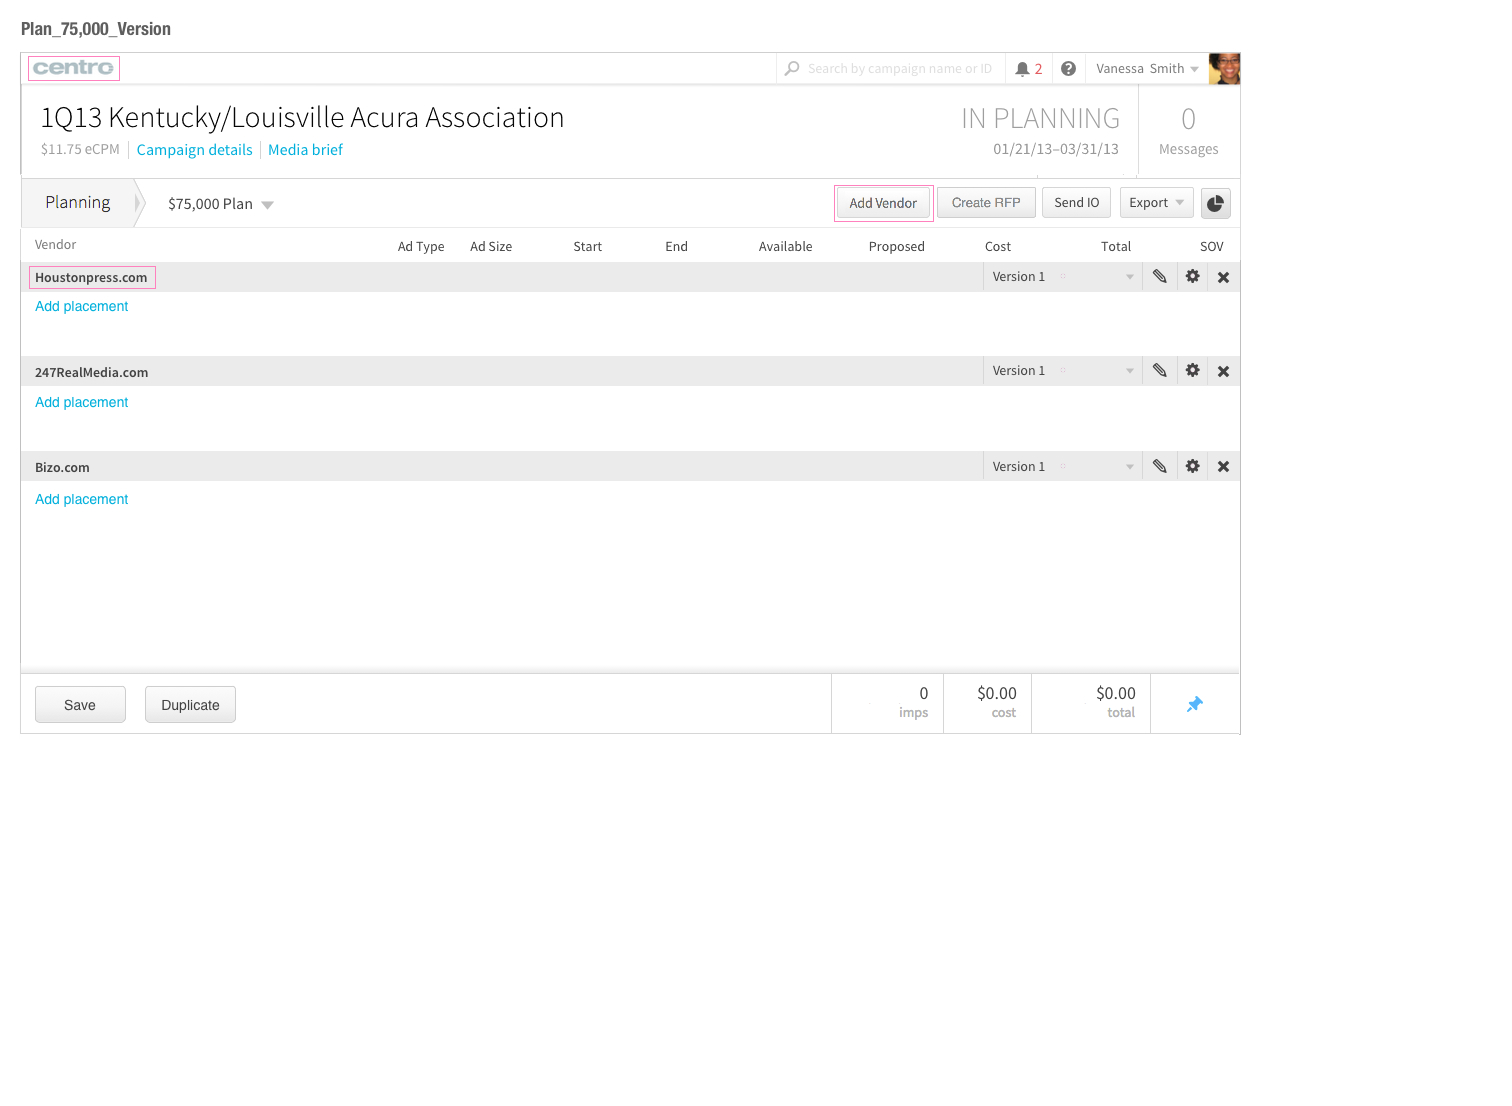 Plan_75,000_Version
centro
Search by campaign name or ID
2
?
Vanessa Smith
1Q13 Kentucky/Louisville Acura Association
IN PLANNING
0
$11.75 eCPM
Campaign details
Media brief
01/21/13–03/31/13
Messages
Planning
$75,000 Plan
Add Vendor
Create RFP
Send IO
Export
Vendor
Ad Type
Ad Size
Start
End
Available
Proposed
Cost
Total
SOV
Houstonpress.com
Version 1
Add placement
247RealMedia.com
Version 1
Add placement
Bizo.com
Version 1
Add placement
Save
Duplicate
0
imps
$0.00
cost
$0.00
total